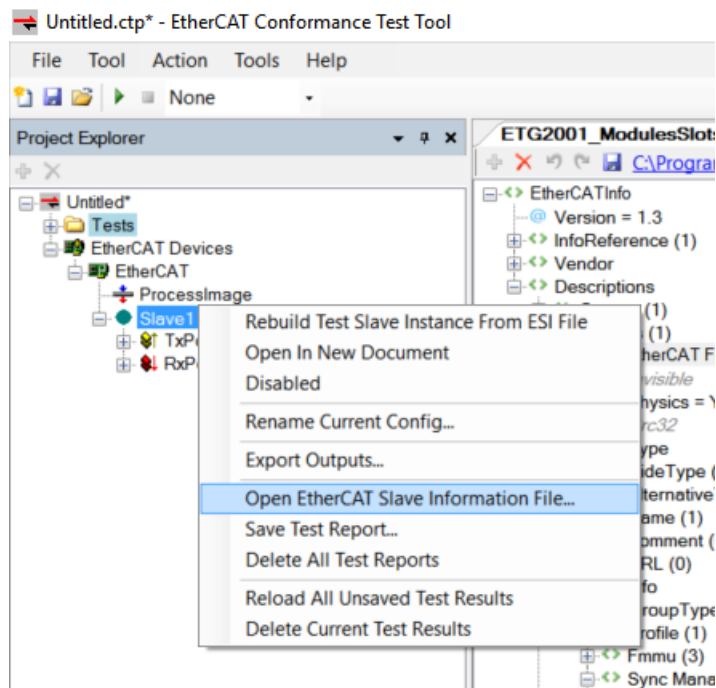 Untitled.ctp* - EtherCAT Conformance Test Tool
File Tool Action Tools Help
None
Project Explorer
Untitled*
Tests
EtherCAT Devices
EtherCAT
ProcessImage
Slave1
TxP
RxP
ETG2001_ModulesSlots
C:\Program
EtherCATInfo
Version = 1.3
InfoReference (1)
Vendor
Descriptions
(1)
(1)
herCAT F
visible
hysics = Y
rc32
ype
ideType (
lternative
ame (1)
omment (
RL (0)
fo
roupType
rofile (1)
Fmmu (3)
Sync Mana
Rebuild Test Slave Instance From ESI File
Open In New Document
Disabled
Rename Current Config...
Export Outputs...
Open EtherCAT Slave Information File...
Save Test Report...
Delete All Test Reports
Reload All Unsaved Test Results
Delete Current Test Results